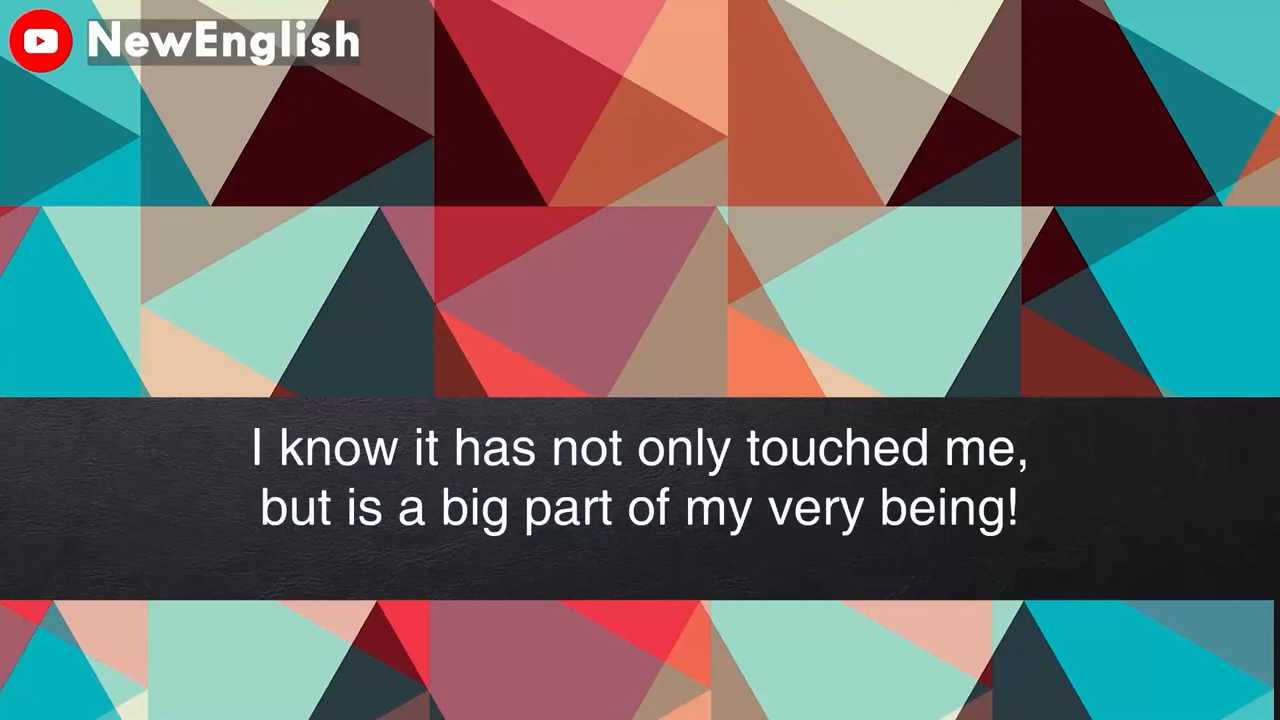 NewEnglish
I know it has not only touched me,
but is a big part of my very being!